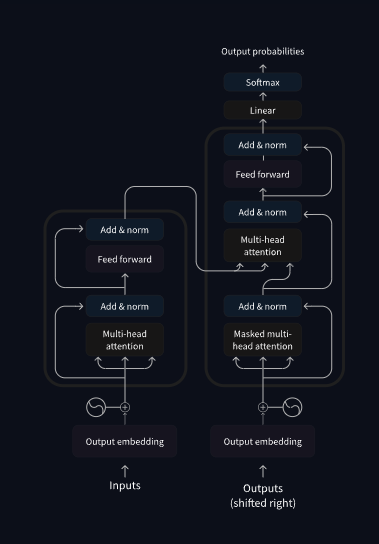 Output probabilities
Softmax
Linear
Add & norm
Feed forward
Add & norm
Multi-head
attention
Add & norm
Masked multi-
head attention
Output embedding
Outputs
(shifted right)
Add & norm
Feed forward
Add & norm
Multi-head
attention
Output embedding
Inputs